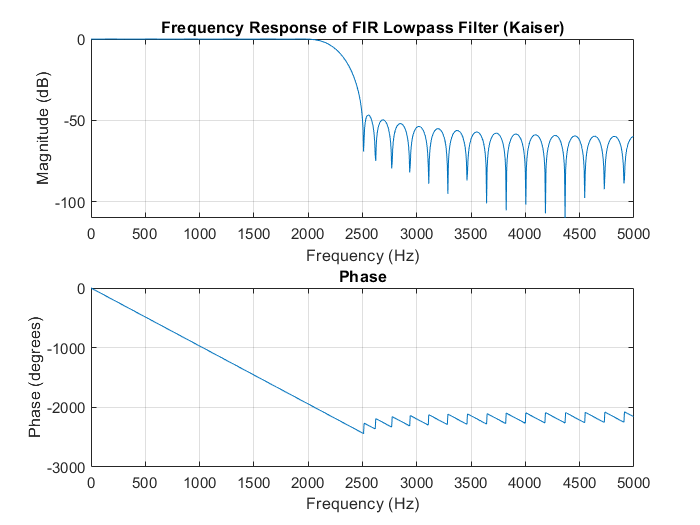 Frequency Response of FIR Lowpass Filter (Kaiser)
Magnitude (dB)
0
-50
-100
0 500 1000 1500 2000 2500 3000 3500 4000 4500 5000
Frequency (Hz)
Phase
Phase (degrees)
0
-1000
-2000
-3000
0 500 1000 1500 2000 2500 3000 3500 4000 4500 5000
Frequency (Hz)